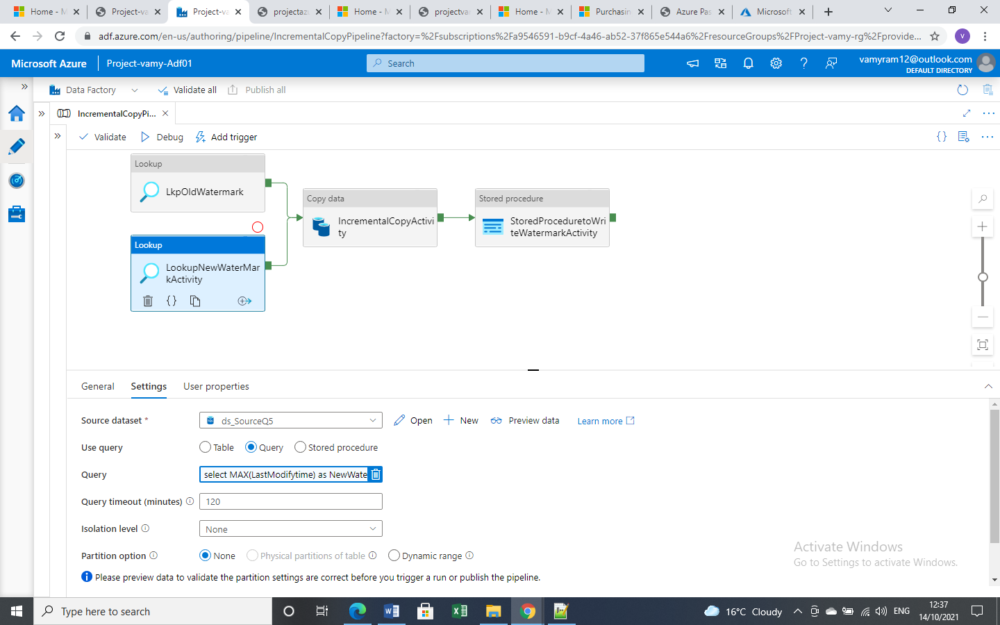 Home - M
Project-va
Project-va
projectaz
Home - M
projectvar
Home - M
Purchasin
Azure Pas
Microsoft
adf.azure.com/en-us/authoring/pipeline/IncrementalCopyPipeline?factory=%2Fsubscriptions%2Fa9546591-b9cf-4a46-ab52-37f865e544a6%2FresourceGroups%2FProject-vamy-rg%2Fprovide...
V
Microsoft Azure
Project-vamy-Adf01
Search
vamyram12@outlook.com
DEFAULT DIRECTORY
Data Factory
Validate all
Publish all
IncrementalCopyPi...
Validate
Debug
Add trigger
Lookup
LkpOldWatermark
Copy data
IncrementalCopyActivi
ty
Stored procedure
StoredProceduretoWri
teWatermarkActivity
Lookup
LookupNewWaterMar
kActivity
General
Settings
User properties
Source dataset *
ds_SourceQ5
Open
New
Preview data
Learn more
Use query
Table
Query
Stored procedure
Query
select MAX(LastModifytime) as NewWate
Query timeout (minutes)
120
Isolation level
None
Partition option
None
Physical partitions of table
Dynamic range
Please preview data to validate the partition settings are correct before you trigger a run or publish the pipeline.
Activate Windows
Go to Settings to activate Windows.
Type here to search
16°C Cloudy
ENG
12:37
14/10/2021